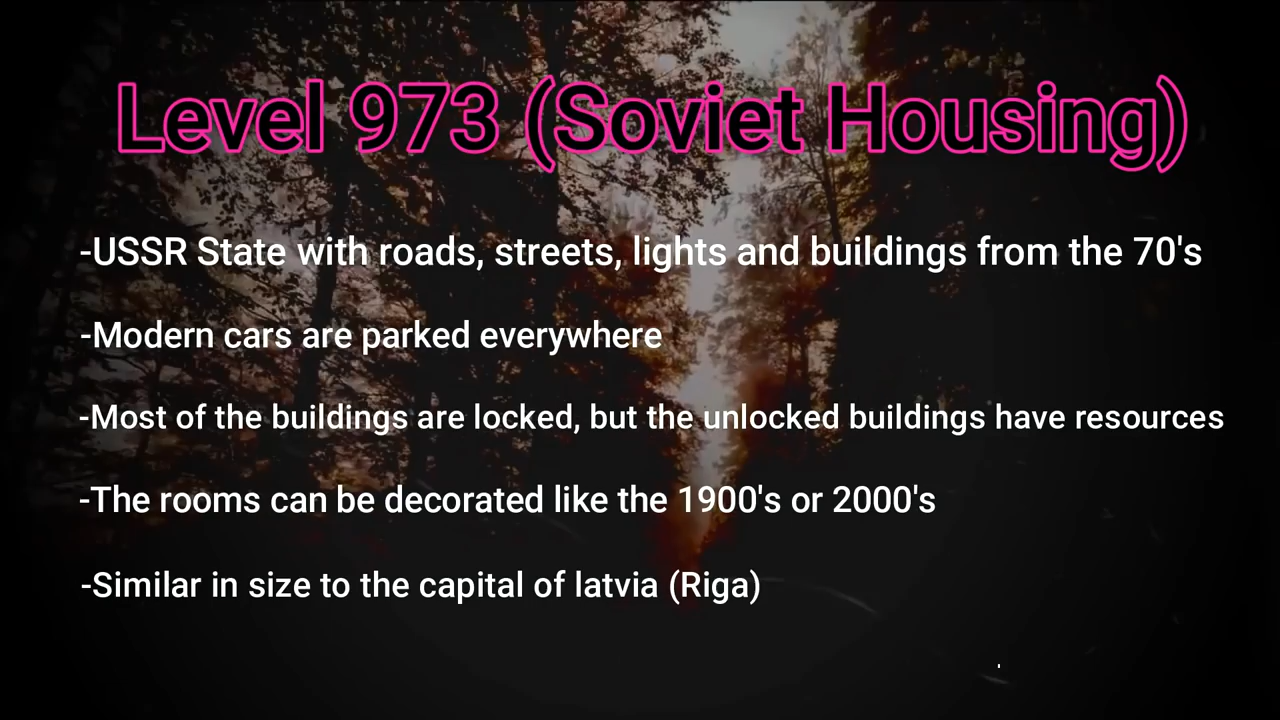 Level 973 (Soviet Housing)
-USSR State with roads, streets, lights and buildings from the 70's
-Modern cars are parked everywhere
-Most of the buildings are locked, but the unlocked buildings have resources
-The rooms can be decorated like the 1900's or 2000's
-Similar in size to the capital of latvia (Riga)